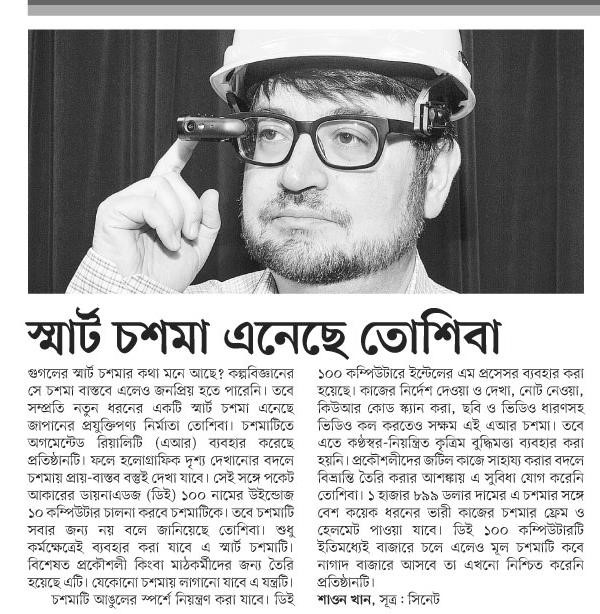 স্মার্ট চশমা এনেছে তোশিবা
গুগলের স্মার্ট চশমার কথা মনে আছে? কল্পবিজ্ঞানের
সে চশমা বাস্তবে এলেও জনপ্রিয় হতে পারেনি। তবে
সম্প্রতি নতুন ধরনের একটি স্মার্ট চশমা এনেছে
জাপানের প্রযুক্তিপণ্য নির্মাতা তোশিবা। চশমাটিতে
অগমেন্টেড রিয়ালিটি (এআর) ব্যবহার করেছে
প্রতিষ্ঠানটি। ফলে হলোগ্রাফিক দৃশ্য দেখানোর বদলে
চশমায় প্রায়-বাস্তব বস্তুই দেখা যাবে। সেই সঙ্গে পকেট
আকারের ডায়নাএডজ (ডিই) ১০০ নামের উইন্ডোজ
১০ কম্পিউটার চালনা করবে চশমাটিকে। তবে চশমাটি
সবার জন্য নয় বলে জানিয়েছে তোশিবা। শুধু
কর্মক্ষেত্রেই ব্যবহার করা যাবে এ স্মার্ট চশমাটি।
বিশেষত প্রকৌশলী কিংবা মাঠকর্মীদের জন্য তৈরি
হয়েছে এটি। যেকোনো চশমায় লাগানো যাবে এ যন্ত্রটি।
চশমাটি আঙুলের স্পর্শে নিয়ন্ত্রণ করা যাবে। ডিই
১০০ কম্পিউটারে ইন্টেলের এম প্রসেসর ব্যবহার করা
হয়েছে। কাজের নির্দেশ দেওয়া ও দেখা, নোট নেওয়া,
কিউআর কোড স্ক্যান করা, ছবি ও ভিডিও ধারণসহ
ভিডিও কল করতেও সক্ষম এই এআর চশমা। তবে
এতে কণ্ঠস্বর-নিয়ন্ত্রিত কৃত্রিম বুদ্ধিমত্তা ব্যবহার করা
হয়নি। প্রকৌশলীদের জটিল কাজে সাহায্য করার বদলে
বিভ্রান্তি তৈরি করার আশঙ্কায় এ সুবিধা যোগ করেনি
তোশিবা। ১ হাজার ৮৯৯ ডলার দামের এ চশমার সঙ্গে
বেশ কয়েক ধরনের ভারী কাজের চশমার ফ্রেম ও
হেলমেট পাওয়া যাবে। ডিই ১০০ কম্পিউটারটি
ইতিমধ্যেই বাজারে চলে এলেও মূল চশমাটি কবে
নাগাদ বাজারে আসবে তা এখনো নিশ্চিত করেনি
প্রতিষ্ঠানটি।
শাওন খান, সূত্র : সিনেট